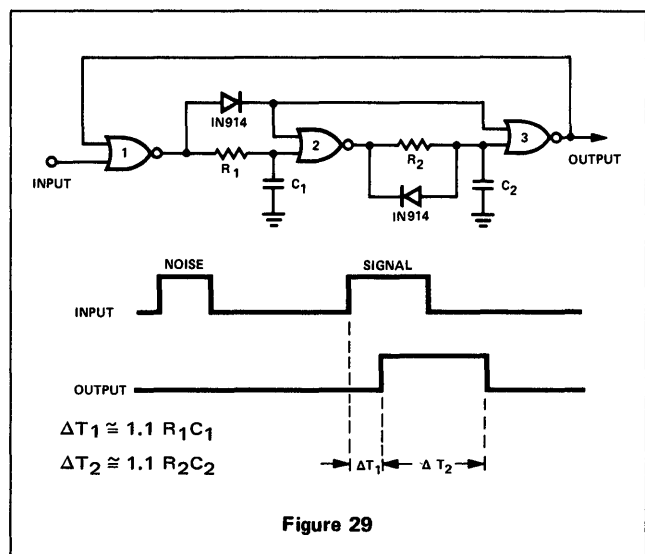 IN914
1
2
3
R1
R2
INPUT
OUTPUT
C1
C2
IN914
NOISE
SIGNAL
INPUT
OUTPUT
ΔT1 ≅ 1.1 R1C1
ΔT2 ≅ 1.1 R2C2
ΔT1
Δ T2
Figure 29